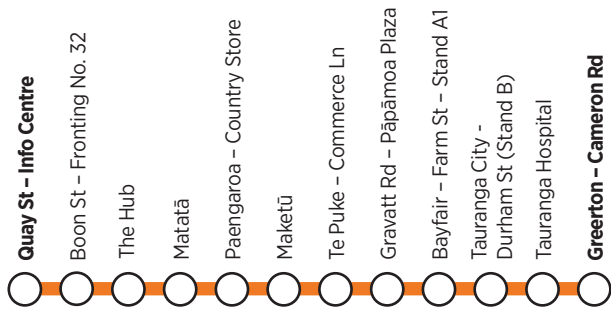 Quay St – Info Centre
Boon St – Fronting No. 32
The Hub
Matatā
Paengaroa – Country Store
Maketū
Te Puke – Commerce Ln
Gravatt Rd – Pāpāmoa Plaza
Bayfair – Farm St – Stand A1
Tauranga City -
Durham St (Stand B)
Tauranga Hospital
Greerton – Cameron Rd